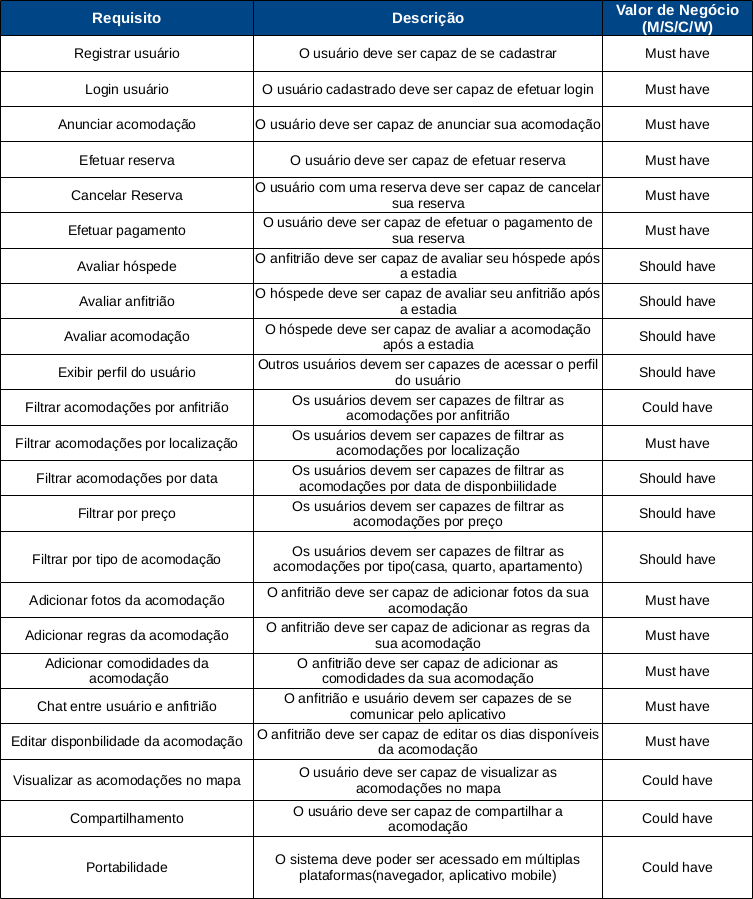 Requisito
Descrição
Valor de Negócio
(M/S/C/W)
Registrar usuário
O usuário deve ser capaz de se cadastrar
Must have
Login usuário
O usuário cadastrado deve ser capaz de efetuar login
Must have
Anunciar acomodação
O usuário deve ser capaz de anunciar sua acomodação
Must have
Efetuar reserva
O usuário deve ser capaz de efetuar reserva
Must have
Cancelar Reserva
O usuário com uma reserva deve ser capaz de cancelar
sua reserva
Must have
Efetuar pagamento
O usuário deve ser capaz de efetuar o pagamento de
sua reserva
Must have
Avaliar hóspede
O anfitrião deve ser capaz de avaliar seu hóspede após
a estadia
Should have
Avaliar anfitrião
O hóspede deve ser capaz de avaliar seu anfitrião após
a estadia
Should have
Avaliar acomodação
O hóspede deve ser capaz de avaliar a acomodação
após a estadia
Should have
Exibir perfil do usuário
Outros usuários devem ser capazes de acessar o perfil
do usuário
Should have
Filtrar acomodações por anfitrião
Os usuários devem ser capazes de filtrar as
acomodações por anfitrião
Could have
Filtrar acomodações por localização
Os usuários devem ser capazes de filtrar as
acomodações por localização
Must have
Filtrar acomodações por data
Os usuários devem ser capazes de filtrar as
acomodações por data de disponbiilidade
Should have
Filtrar por preço
Os usuários devem ser capazes de filtrar as
acomodações por preço
Should have
Filtrar por tipo de acomodação
Os usuários devem ser capazes de filtrar as
acomodações por tipo(casa, quarto, apartamento)
Should have
Adicionar fotos da acomodação
O anfitrião deve ser capaz de adicionar fotos da sua
acomodação
Must have
Adicionar regras da acomodação
O anfitrião deve ser capaz de adicionar as regras da
sua acomodação
Must have
Adicionar comodidades da
acomodação
O anfitrião deve ser capaz de adicionar as
comodidades da sua acomodação
Must have
Chat entre usuário e anfitrião
O anfitrião e usuário devem ser capazes de se
comunicar pelo aplicativo
Must have
Editar disponbilidade da acomodação
O anfitrião deve ser capaz de editar os dias disponíveis
da acomodação
Must have
Visualizar as acomodações no mapa
O usuário deve ser capaz de visualizar as
acomodações no mapa
Could have
Compartilhamento
O usuário deve ser capaz de compartilhar a
acomodação
Could have
Portabilidade
O sistema deve poder ser acessado em múltiplas
plataformas(navegador, aplicativo mobile)
Could have